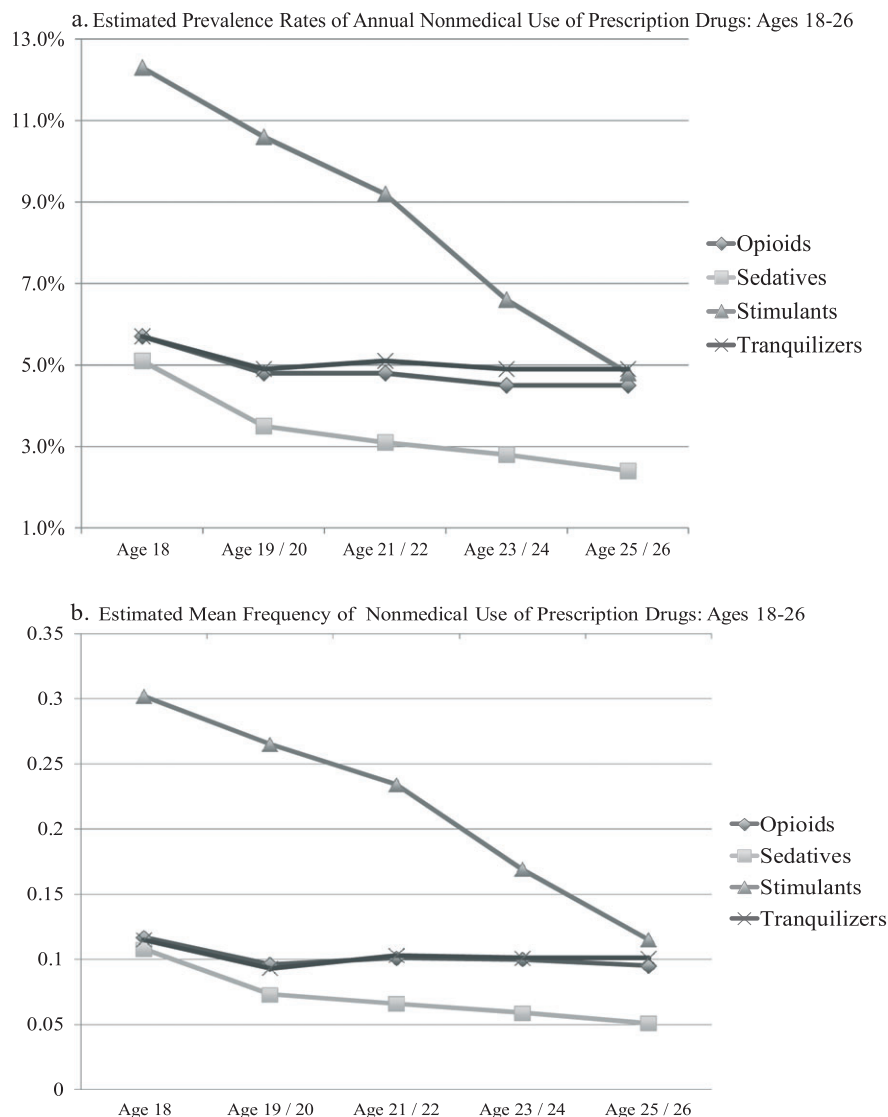 a. Estimated Prevalence Rates of Annual Nonmedical Use of Prescription Drugs: Ages 18-26
13.0%
11.0%
9.0%
7.0%
5.0%
3.0%
1.0%
Age 18 Age 19 / 20 Age 21 / 22 Age 23 / 24 Age 25 / 26
Opioids
Sedatives
Stimulants
Tranquilizers
b. Estimated Mean Frequency of Nonmedical Use of Prescription Drugs: Ages 18-26
0.35
0.3
0.25
0.2
0.15
0.1
0.05
0
Age 18 Age 19 / 20 Age 21 / 22 Age 23 / 24 Age 25 / 26
Opioids
Sedatives
Stimulants
Tranquilizers